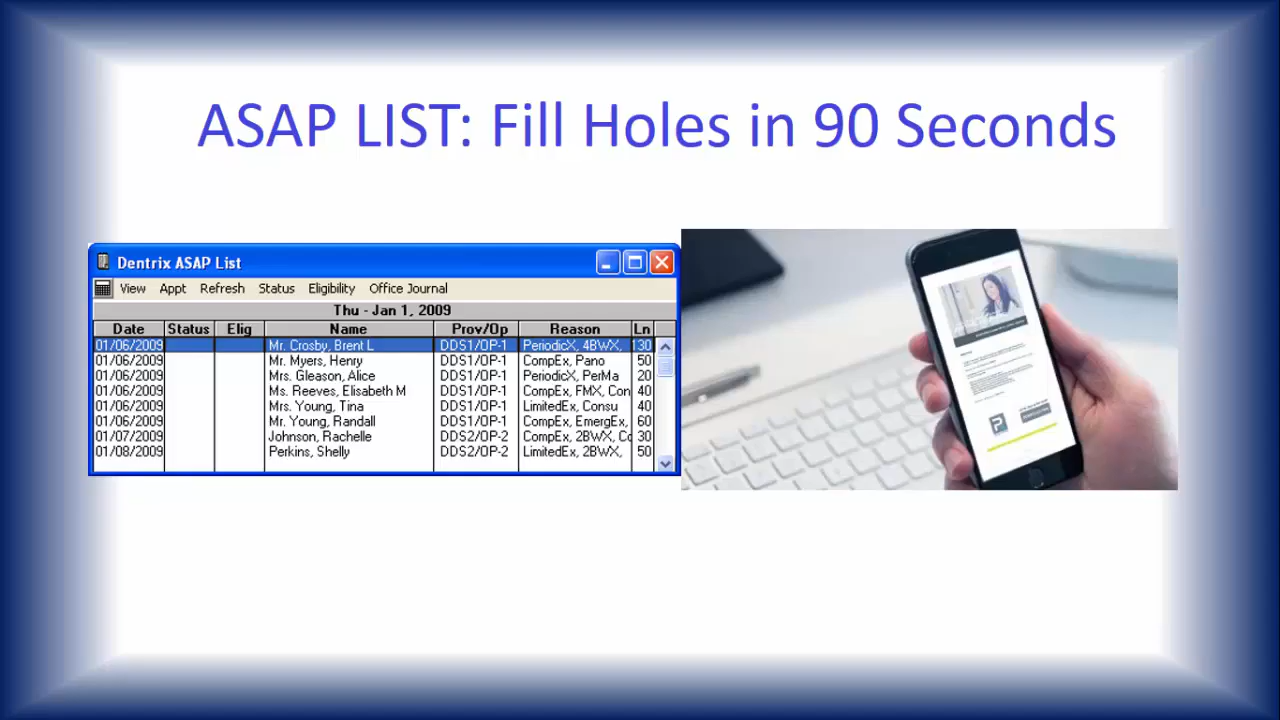 ASAP LIST: Fill Holes in 90 Seconds
Dentrix ASAP List
View Appt Refresh Status Eligibility Office Journal
Thu - Jan 1, 2009
Date Status Elig Name Prov/Op Reason Ln
01/06/2009 Mr. Crosby, Brent L DDS1/OP-1 PeriodicX, 4BWX, 130
01/06/2009 Mr. Myers, Henry DDS1/OP-1 CompEx, Pano 50
01/06/2009 Mrs. Gleason, Alice DDS1/OP-1 PeriodicX, PerMa 20
01/06/2009 Ms. Reeves, Elisabeth M DDS1/OP-1 CompEx, FMX, Con 40
01/06/2009 Mrs. Young, Tina DDS1/OP-1 LimitedEx, Consu 40
01/06/2009 Mr. Young, Randall DDS1/OP-1 CompEx, EmergEx, 60
01/07/2009 Johnson, Rachelle DDS2/OP-2 CompEx, 2BWX, Co 30
01/08/2009 Perkins, Shelly DDS2/OP-2 LimitedEx, 2BWX, 50
P